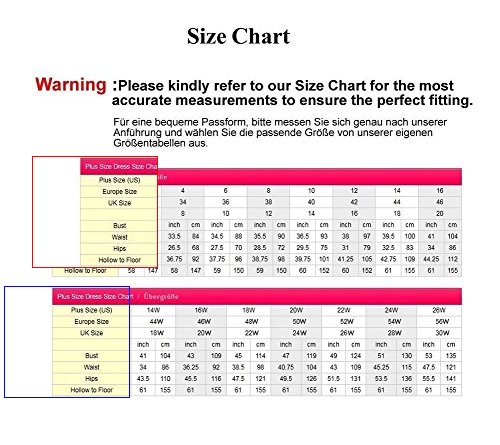 Size Chart
Warning :Please kindly refer to our Size Chart for the most
accurate measurements to ensure the perfect fitting.
Für eine bequeme Passform, bitte messen Sie sich genau nach unserer
Anführung und wählen Sie die passende Größe von unserer eigenen
Größentabellen aus.
Plus Size Dress Size Char röße
Plus Size (US) 4 6 8 10 12 14 16
Europe Size 34 36 38 40 42 44 46
UK Size 8 10 12 14 16 18 20
inch cm inch cm inch cm inch cm inch cm inch cm inch cm
Bust 33.5 84 34.5 88 35.5 90 36.5 93 38 97 39.5 100 41 104
Waist 26.5 68 27.5 70 28.5 72 29.5 75 31 79 32.5 83 34 86
Hips 36.75 92 37.75 96 38.75 98 39.75 101 41.25 105 42.75 109 44.25 112
Hollow to Floor 58 147 58 147 59 150 59 150 60 152 60 152 61 155 61 155
Plus Size Dress Size Chart / Übergröße
Plus Size (US) 14W 16W 18W 20W 22W 24W 26W
Europe Size 44W 46W 48W 50W 52W 54W 56W
UK Size 18W 20W 22W 24W 26W 28W 30W
inch cm inch cm inch cm inch cm inch cm inch cm inch cm
Bust 41 104 43 109 45 114 47 119 49 124 51 130 53 135
Waist 34 86 36.25 92 38.5 98 40.75 104 43 109 45.25 115 47.5 121
Hips 43.5 110 45.5 116 47.5 121 49.5 126 51.5 131 53.5 136 55.5 141
Hollow to Floor 61 155 61 155 61 155 61 155 61 155 61 155 61 155